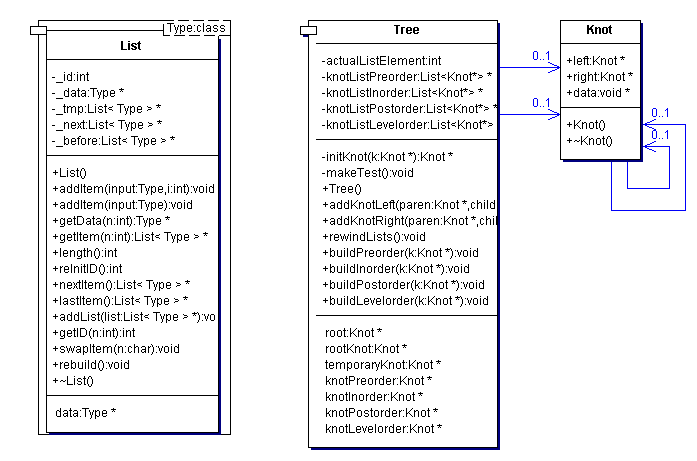 Type:class
List
-_id:int
-_data:Type *
-_tmp:List< Type > *
-_next:List< Type > *
-_before:List< Type > *
+List()
+addItem(input:Type,i:int):void
+addItem(input:Type):void
+getData(n:int):Type *
+getItem(n:int):List< Type > *
+length():int
+reInitID():int
+nextItem():List< Type > *
+lastItem():List< Type > *
+addList(list:List< Type > *):vo
+getID(n:int):int
+swapItem(n:char):void
+rebuild():void
+~List()
data:Type *
Tree
-actualListElement:int
-knotListPreorder:List<Knot*> *
-knotListInorder:List<Knot*> *
-knotListPostorder:List<Knot*> *
-knotListLevelorder:List<Knot*>
-initKnot(k:Knot *):Knot *
-makeTest():void
+Tree()
+addKnotLeft(paren:Knot *,child
+addKnotRight(paren:Knot *,chi
+rewindLists():void
+buildPreorder(k:Knot *):void
+buildInorder(k:Knot *):void
+buildPostorder(k:Knot *):void
+buildLevelorder(k:Knot *):void
root:Knot *
rootKnot:Knot *
temporaryKnot:Knot *
knotPreorder:Knot *
knotInorder:Knot *
knotPostorder:Knot *
knotLevelorder:Knot *
0..1
0..1
Knot
+left:Knot *
+right:Knot *
+data:void *
+Knot()
+~Knot()
0..1
0..1